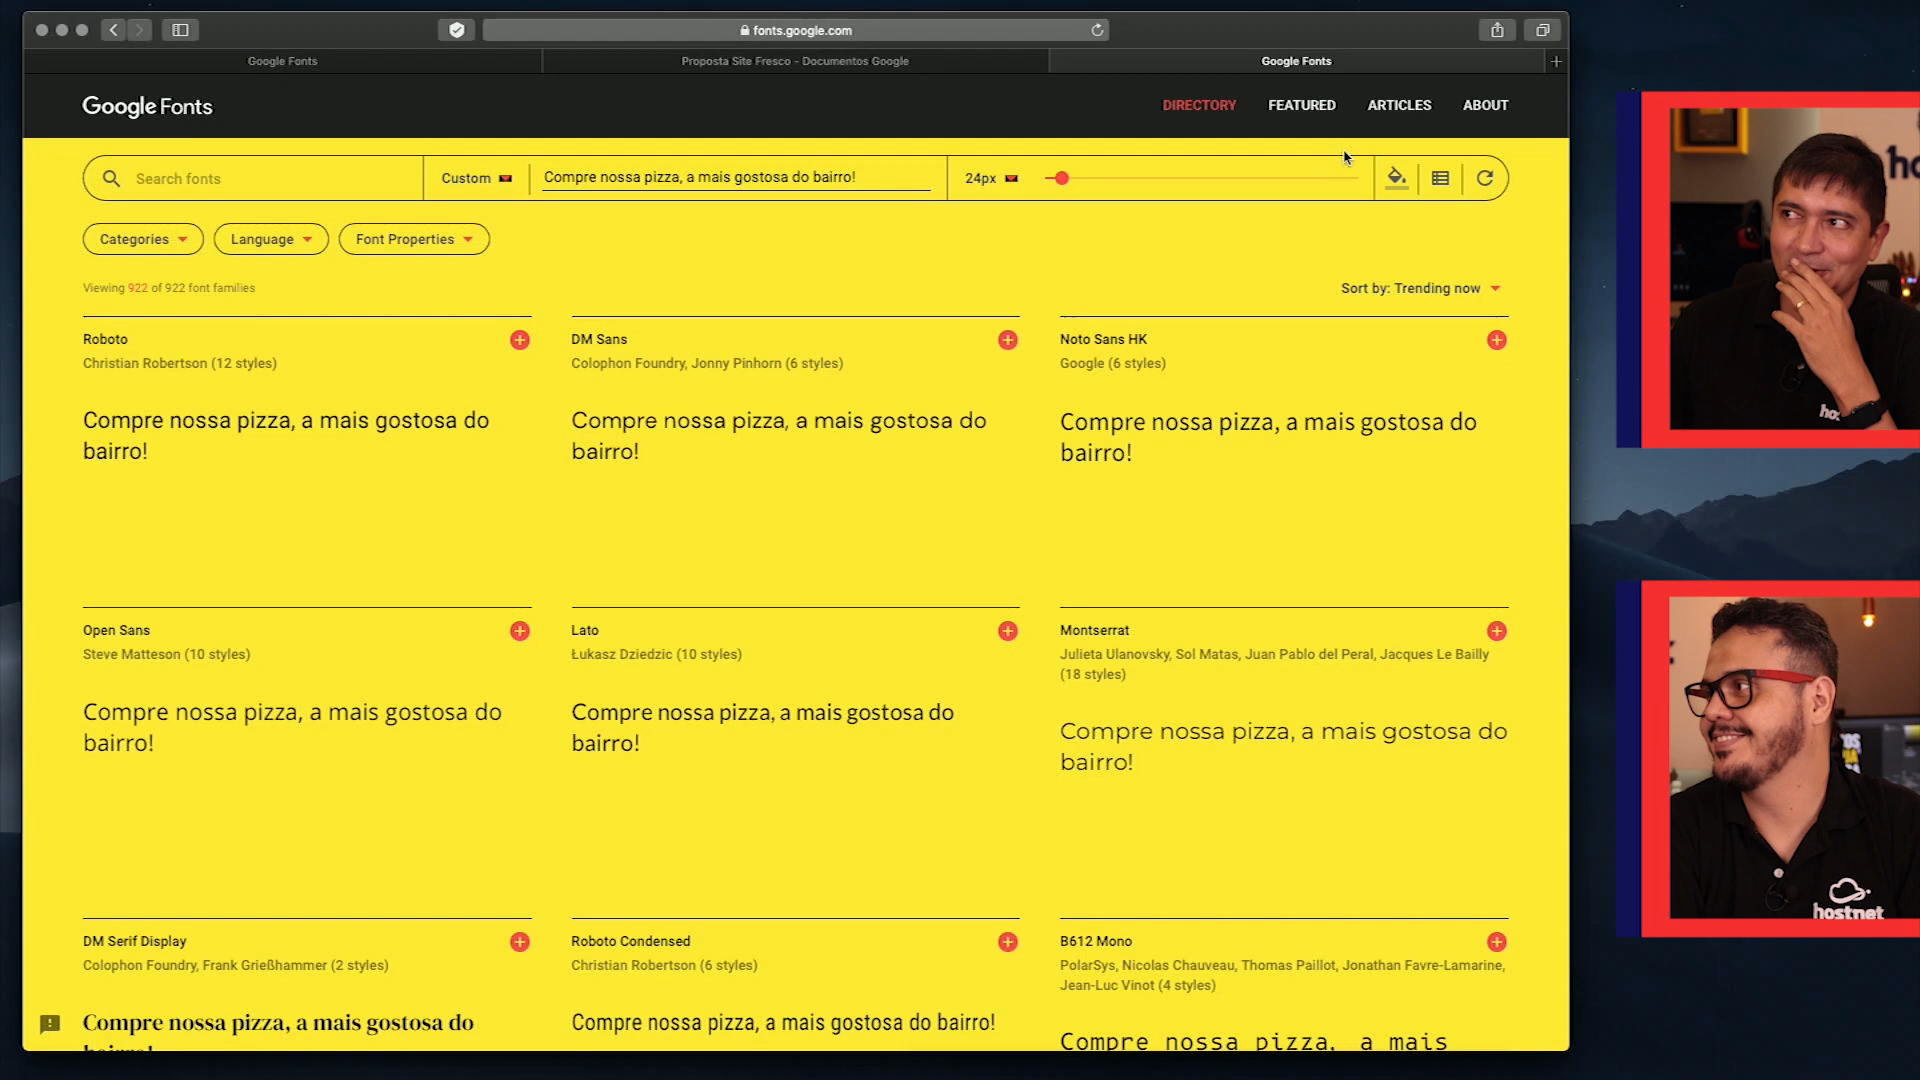 fonts.google.com
Google Fonts
Proposta Site Fresco - Documentos Google
Google Fonts
Google Fonts
DIRECTORY
FEATURED
ARTICLES
ABOUT
Search fonts
Custom
Compre nossa pizza, a mais gostosa do bairro!
24px
Categories
Language
Font Properties
Viewing 922 of 922 font families
Sort by: Trending now
Roboto
Christian Robertson (12 styles)
Compre nossa pizza, a mais gostosa do
bairro!
DM Sans
Colophon Foundry, Jonny Pinhorn (6 styles)
Compre nossa pizza, a mais gostosa do
bairro!
Noto Sans HK
Google (6 styles)
Compre nossa pizza, a mais gostosa do
bairro!
Open Sans
Steve Matteson (10 styles)
Compre nossa pizza, a mais gostosa do
bairro!
Lato
Łukasz Dziedzic (10 styles)
Compre nossa pizza, a mais gostosa do
bairro!
Montserrat
Julieta Ulanovsky, Sol Matas, Juan Pablo del Peral, Jacques Le Bailly
(18 styles)
Compre nossa pizza, a mais gostosa do
bairro!
DM Serif Display
Colophon Foundry, Frank Grießhammer (2 styles)
Compre nossa pizza, a mais gostosa do
bairro!
Roboto Condensed
Christian Robertson (6 styles)
Compre nossa pizza, a mais gostosa do bairro!
B612 Mono
PolarSys, Nicolas Chauveau, Thomas Paillot, Jonathan Favre-Lamarine,
Jean-Luc Vinot (4 styles)
Compre nossa pizza, a mais
hostnet